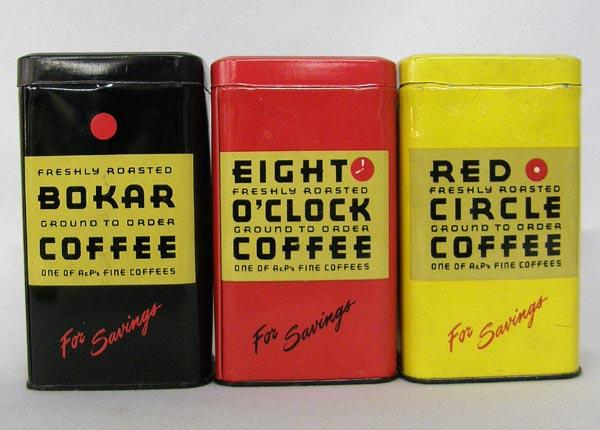 FRESHLY ROASTED
BOKAR
GROUND TO ORDER
COFFEE
ONE OF A&P's FINE COFFEES
For Savings
EIGHT
FRESHLY ROASTED
O'CLOCK
GROUND TO ORDER
COFFEE
ONE OF A&P's FINE COFFEES
For Savings
RED
FRESHLY ROASTED
CIRCLE
GROUND TO ORDER
COFFEE
ONE OF A&P's FINE COFFEES
For Savings